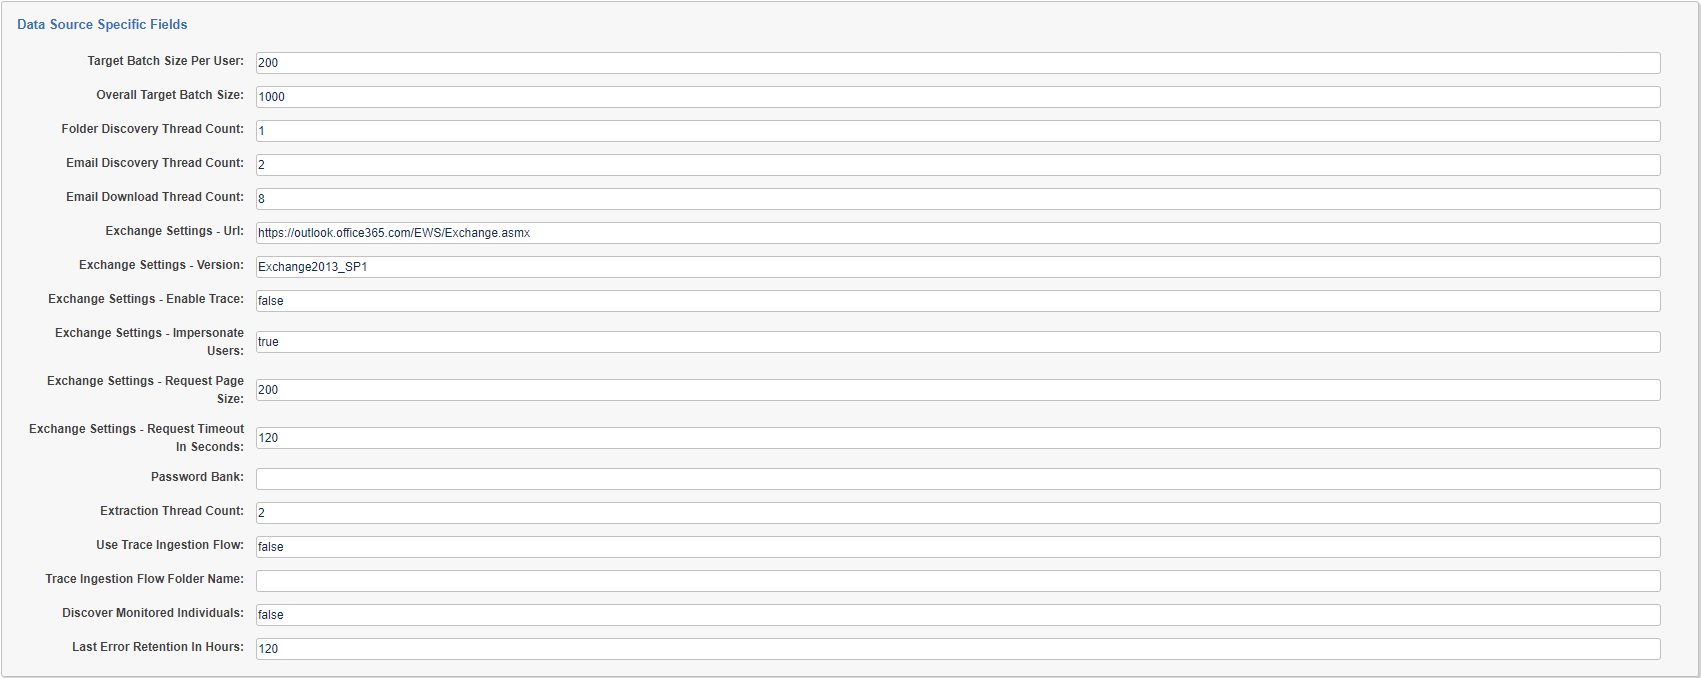 Data Source Specific Fields
Target Batch Size Per User: 200
Overall Target Batch Size: 1000
Folder Discovery Thread Count: 1
Email Discovery Thread Count: 2
Email Download Thread Count: 8
Exchange Settings - Url: https://outlook.office365.com/EWS/Exchange.asmx
Exchange Settings - Version: Exchange2013_SP1
Exchange Settings - Enable Trace: false
Exchange Settings - Impersonate
Users: true
Exchange Settings - Request Page
Size: 200
Exchange Settings - Request Timeout
In Seconds: 120
Password Bank:
Extraction Thread Count: 2
Use Trace Ingestion Flow: false
Trace Ingestion Flow Folder Name:
Discover Monitored Individuals: false
Last Error Retention In Hours: 120